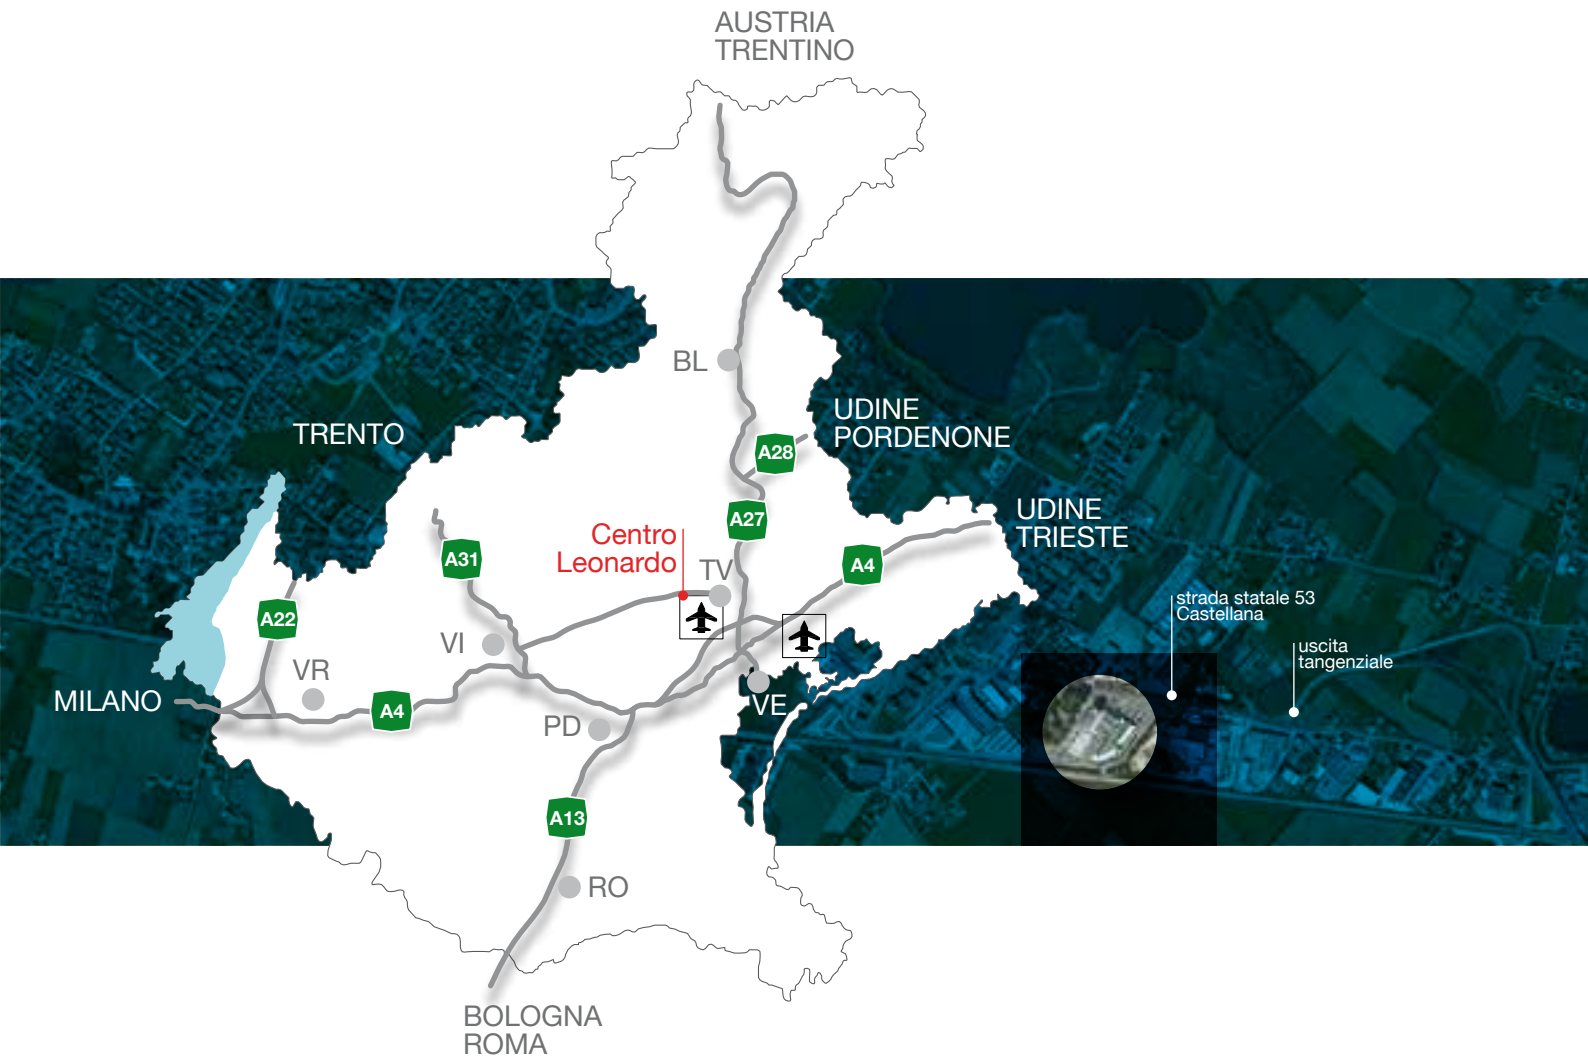 AUSTRIA
TRENTINO
BL
UDINE
PORDENONE
TRENTO
A28
UDINE
TRIESTE
A27
Centro
Leonardo
A31
TV
A4
strada statale 53
Castellana
A22
VI
uscita
tangenziale
VR
MILANO
A4
VE
PD
A13
RO
BOLOGNA
ROMA